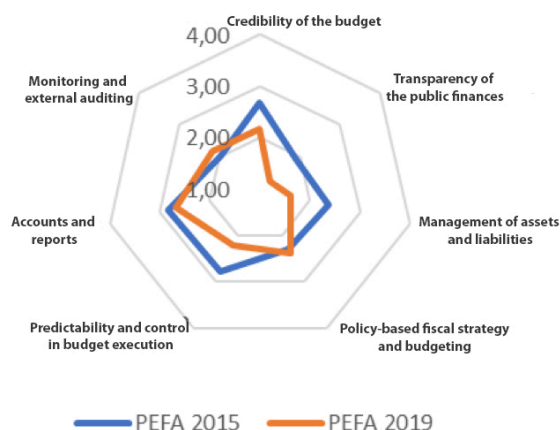 Credibility of the budget
4,00
3,00
2,00
1,00
Monitoring and
external auditing
Transparency of
the public finances
Accounts and
reports
Management of assets
and liabilities
Predictability and control
in budget execution
Policy-based fiscal strategy
and budgeting
PEFA 2015
PEFA 2019